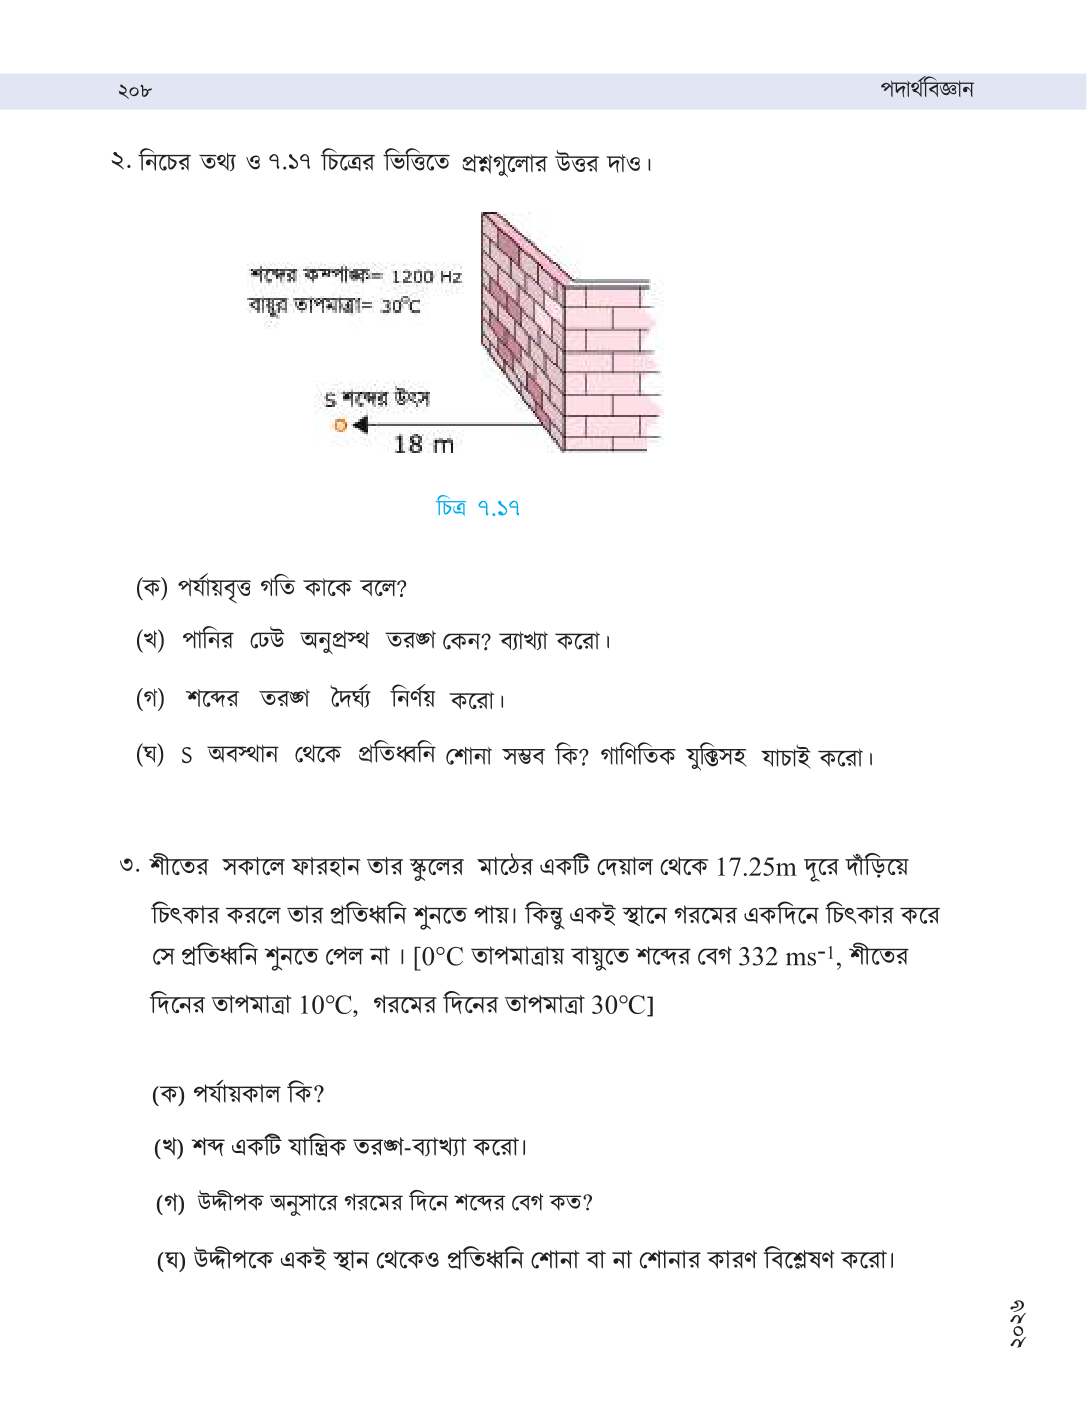 ২০৮ পদার্থবিজ্ঞান
২. নিচের তথ্য ও ৭.১৭ চিত্রের ভিত্তিতে প্রশ্নগুলোর উত্তর দাও।
শব্দের কম্পাঙ্ক= 1200 Hz
বায়ুর তাপমাত্রা= 30°C
S শব্দের উৎস
18 m
চিত্র ৭.১৭
(ক) পর্যায়বৃত্ত গতি কাকে বলে?
(খ) পানির ঢেউ অনুপ্রস্থ তরঙ্গ কেন? ব্যাখ্যা করো।
(গ) শব্দের তরঙ্গ দৈর্ঘ্য নির্ণয় করো।
(ঘ) S অবস্থান থেকে প্রতিধ্বনি শোনা সম্ভব কি? গাণিতিক যুক্তিসহ যাচাই করো।
৩. শীতের সকালে ফারহান তার স্কুলের মাঠের একটি দেয়াল থেকে 17.25m দূরে দাঁড়িয়ে
চিৎকার করলে তার প্রতিধ্বনি শুনতে পায়। কিন্তু একই স্থানে গরমের একদিনে চিৎকার করে
সে প্রতিধ্বনি শুনতে পেল না । [0°C তাপমাত্রায় বায়ুতে শব্দের বেগ 332 ms⁻¹, শীতের
দিনের তাপমাত্রা 10°C, গরমের দিনের তাপমাত্রা 30°C]
(ক) পর্যায়কাল কি?
(খ) শব্দ একটি যান্ত্রিক তরঙ্গ-ব্যাখ্যা করো।
(গ) উদ্দীপক অনুসারে গরমের দিনে শব্দের বেগ কত?
(ঘ) উদ্দীপকে একই স্থান থেকেও প্রতিধ্বনি শোনা বা না শোনার কারণ বিশ্লেষণ করো।
২০২৬